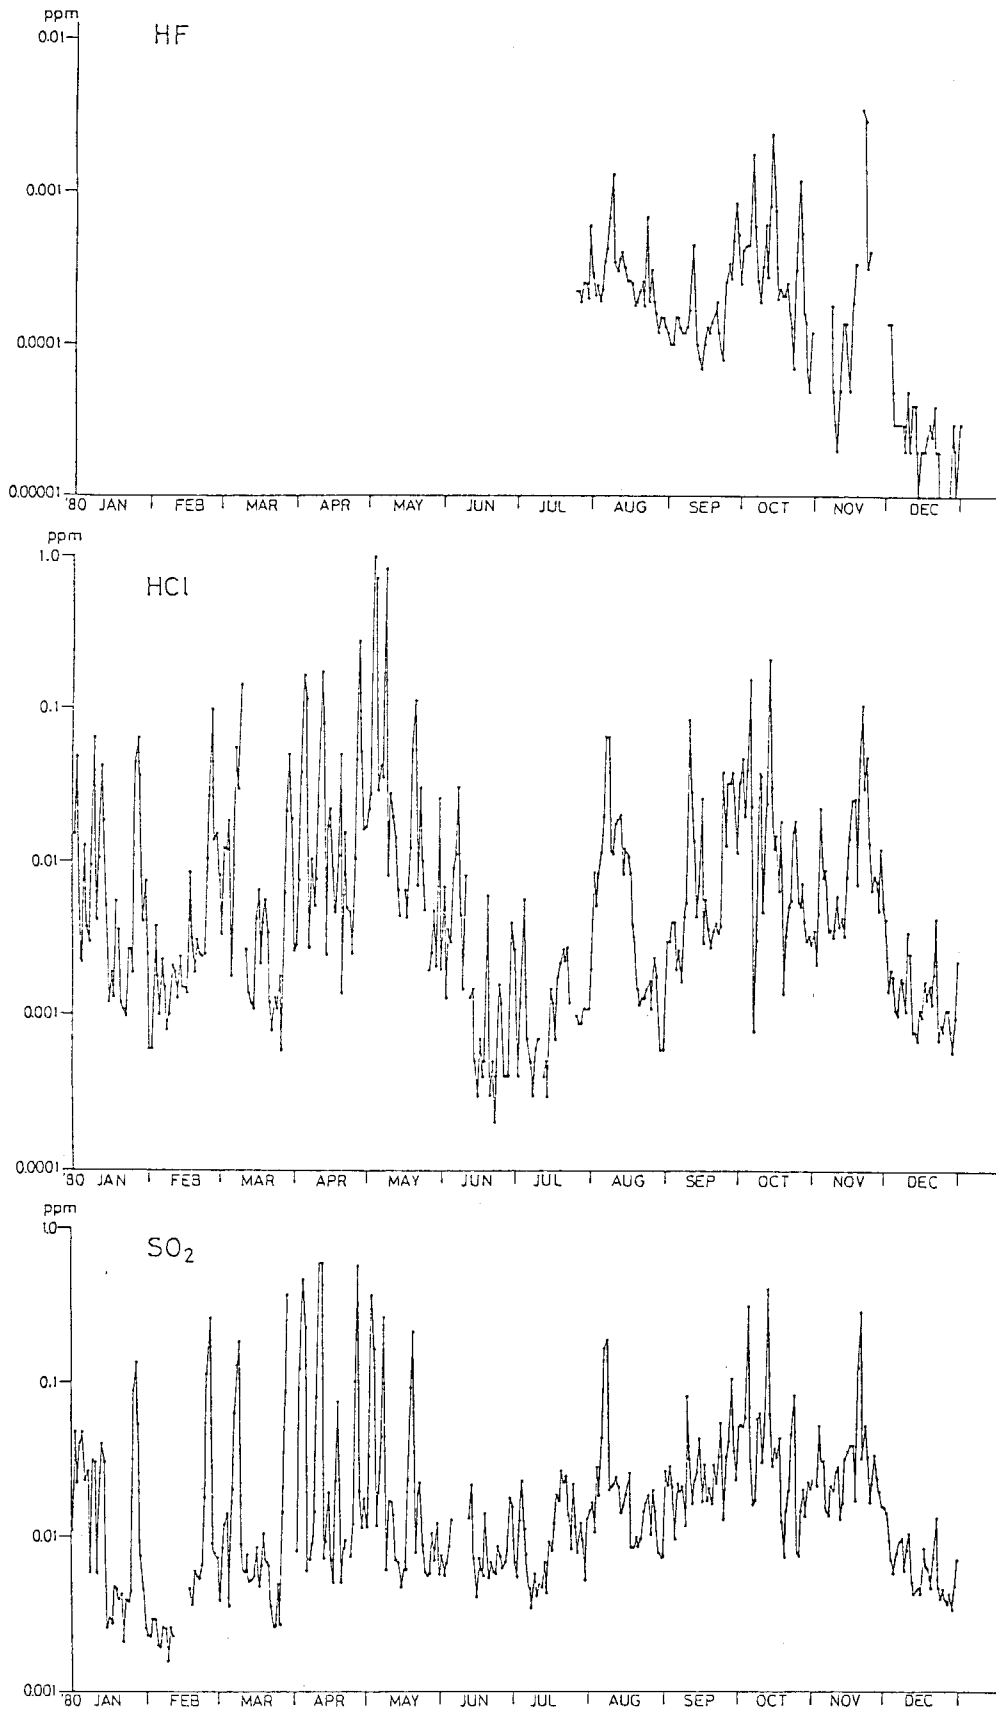 ppm
HF
0.01
0.001
0.0001
0.00001
'80 JAN FEB MAR APR MAY JUN JUL AUG SEP OCT NOV DEC
ppm
1.0
HCl
0.1
0.01
0.001
0.0001
'80 JAN FEB MAR APR MAY JUN JUL AUG SEP OCT NOV DEC
ppm
1.0
SO₂
0.1
0.01
0.001
'80 JAN FEB MAR APR MAY JUN JUL AUG SEP OCT NOV DEC